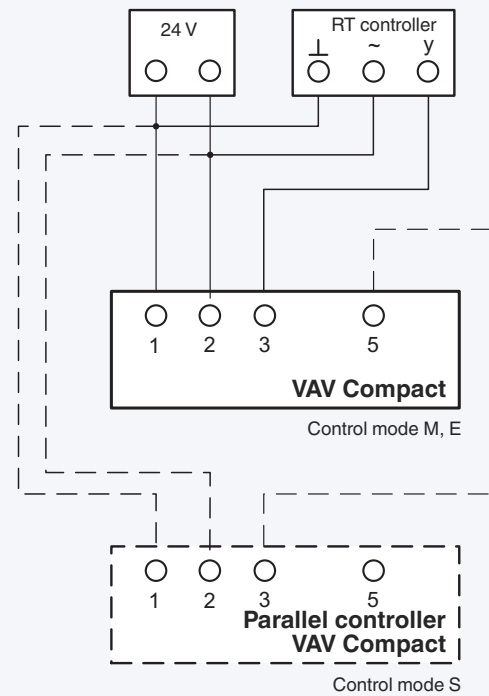 24 V
RT controller
⊥ ~ y
1 2 3 5
VAV Compact
Control mode M, E
1 2 3 5
Parallel controller
VAV Compact
Control mode S